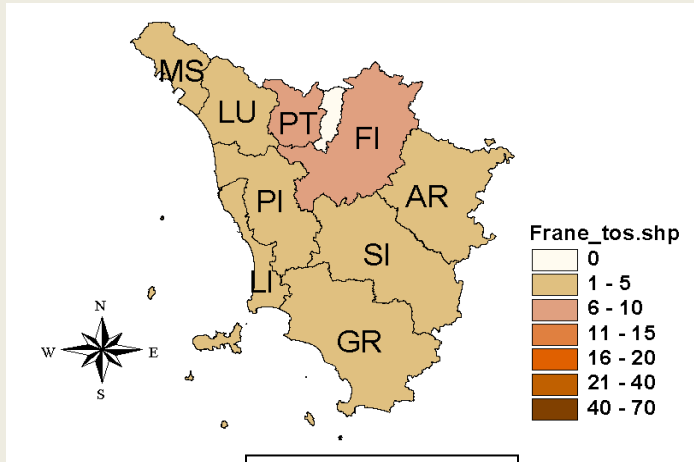 MS
LU
PT
FI
PI
AR
SI
LI
GR
N
W E
S
Frane_tos.shp
0
1 - 5
6 - 10
11 - 15
16 - 20
21 - 40
40 - 70